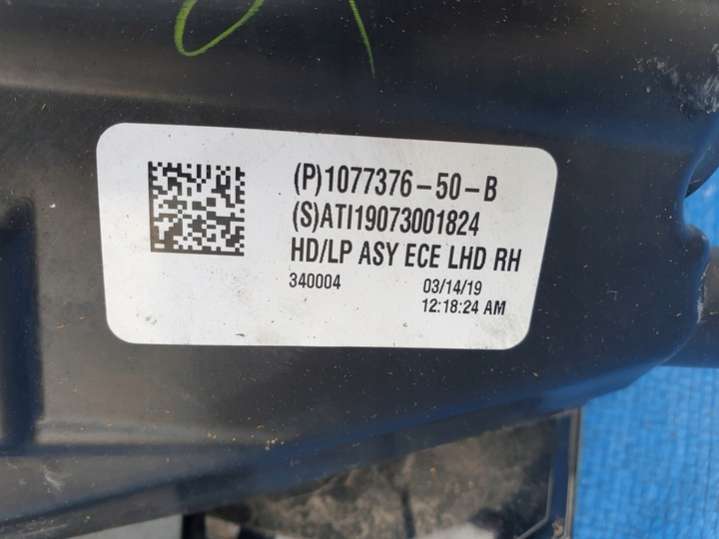 (P)1077376-50-B
(S)ATI19073001824
HD/LP ASY ECE LHD RH
340004 03/14/19
12:18:24 AM